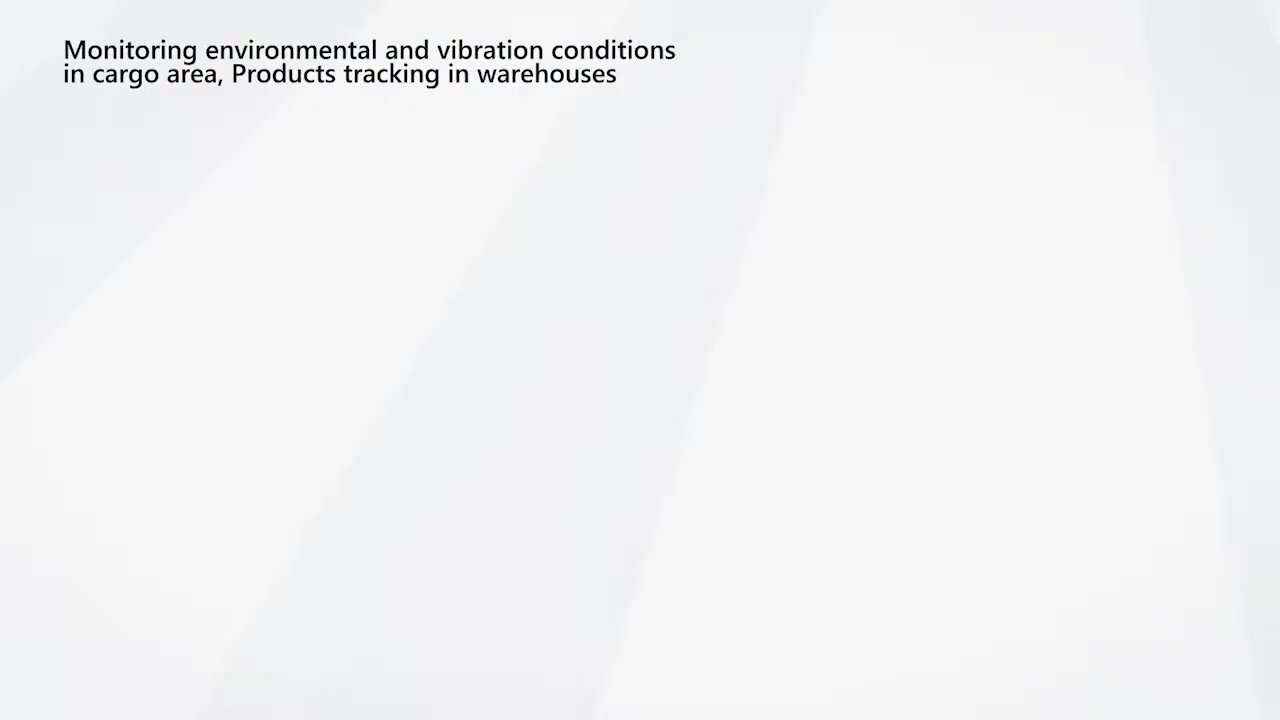 Monitoring environmental and vibration conditions
in cargo area, Products tracking in warehouses